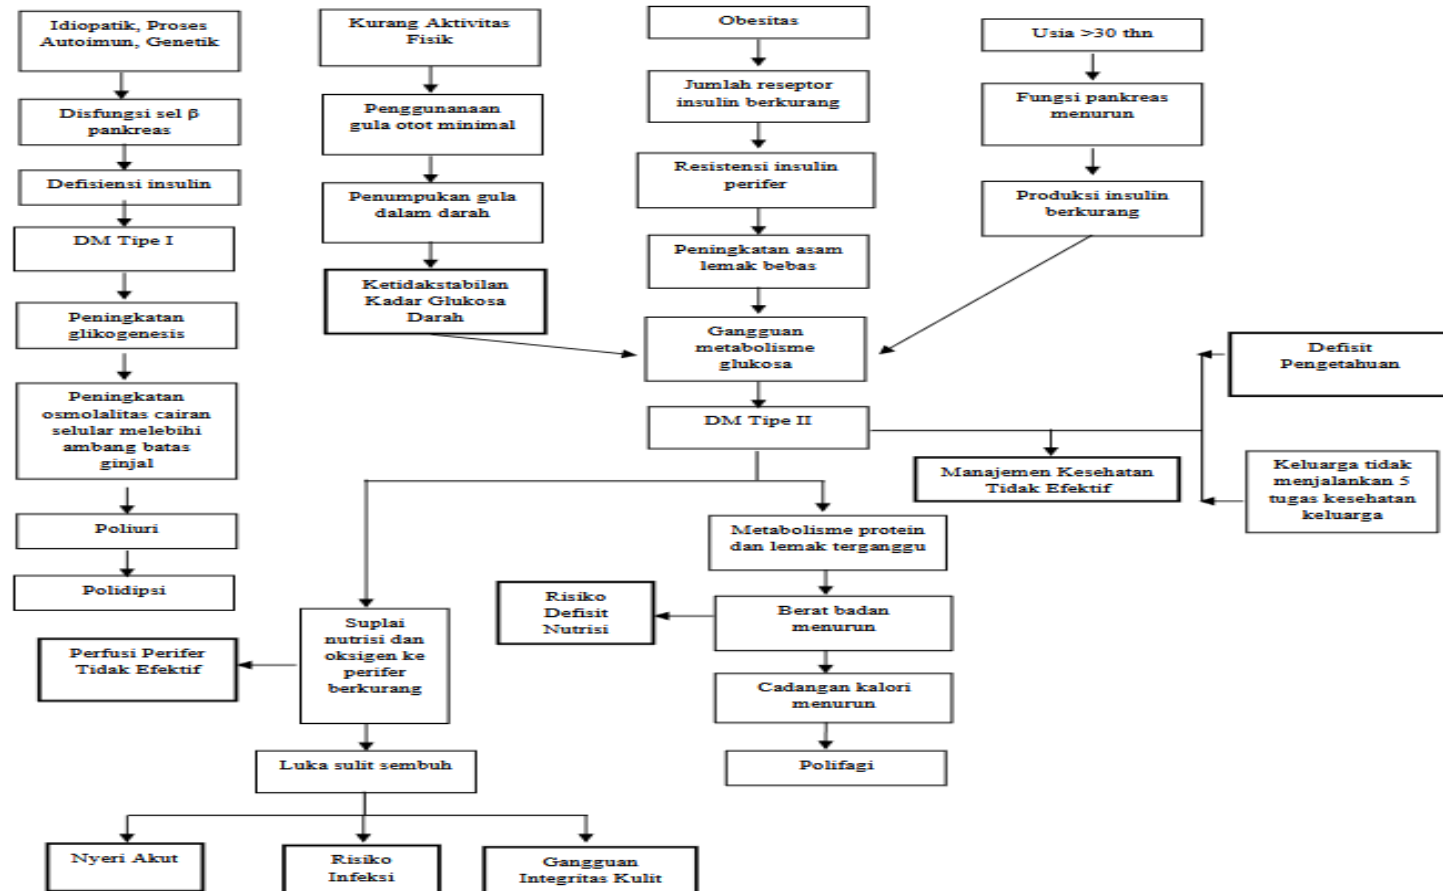 Idiopatik, Proses
Autoimun, Genetik
Disfungsi sel β
pankreas
Defisiensi insulin
DM Tipe I
Peningkatan
glikogenesis
Peningkatan
osmolalitas cairan
selular melebihi
ambang batas
ginjal
Poliuri
Polidipsi
Kurang Aktivitas
Fisik
Penggunanaan
gula otot minimal
Penumpukan gula
dalam darah
Ketidakstabilan
Kadar Glukosa
Darah
Obesitas
Jumlah reseptor
insulin berkurang
Resistensi insulin
perifer
Peningkatan asam
lemak bebas
Gangguan
metabolisme
glukosa
DM Tipe II
Usia >30 thn
Fungsi pankreas
menurun
Produksi insulin
berkurang
Defisit
Pengetahuan
Manajemen Kesehatan
Tidak Efektif
Keluarga tidak
menjalankan 5
tugas kesehatan
keluarga
Metabolisme protein
dan lemak terganggu
Risiko
Defisit
Nutrisi
Berat badan
menurun
Cadangan kalori
menurun
Polifagi
Suplai
nutrisi dan
oksigen ke
perifer
berkurang
Perfusi Perifer
Tidak Efektif
Luka sulit sembuh
Nyeri Akut
Risiko
Infeksi
Gangguan
Integritas Kulit